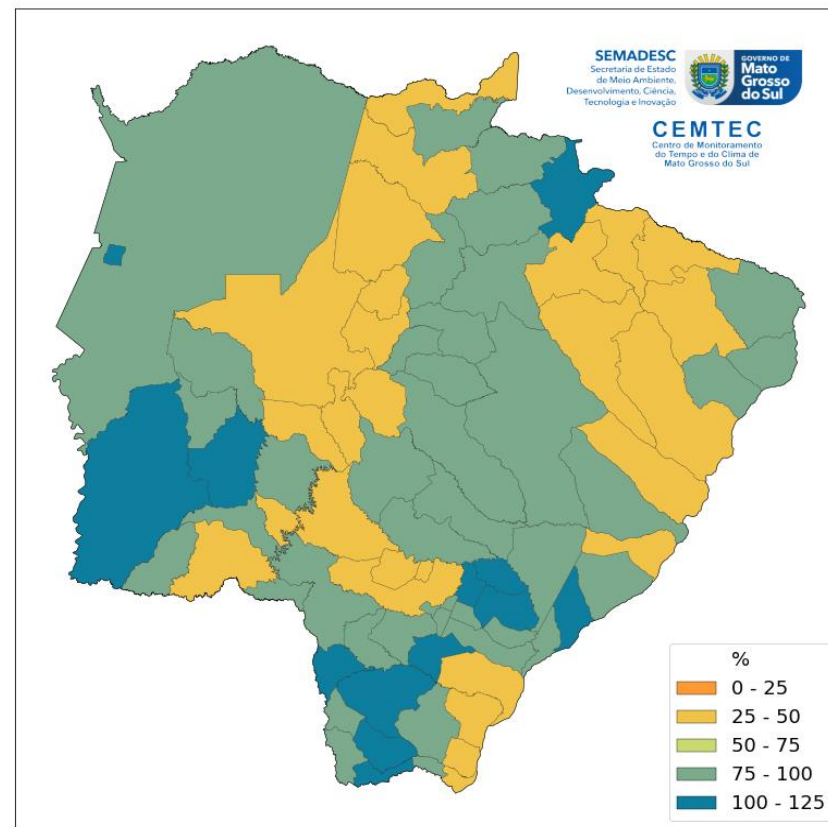 SEMADESC
Secretaria de Estado
de Meio Ambiente,
Desenvolvimento, Ciência,
Tecnologia e Inovação
GOVERNO DE
Mato
Grosso
do Sul
CEMTEC
Centro de Monitoramento
do Tempo e do Clima de
Mato Grosso do Sul
%
0 - 25
25 - 50
50 - 75
75 - 100
100 - 125